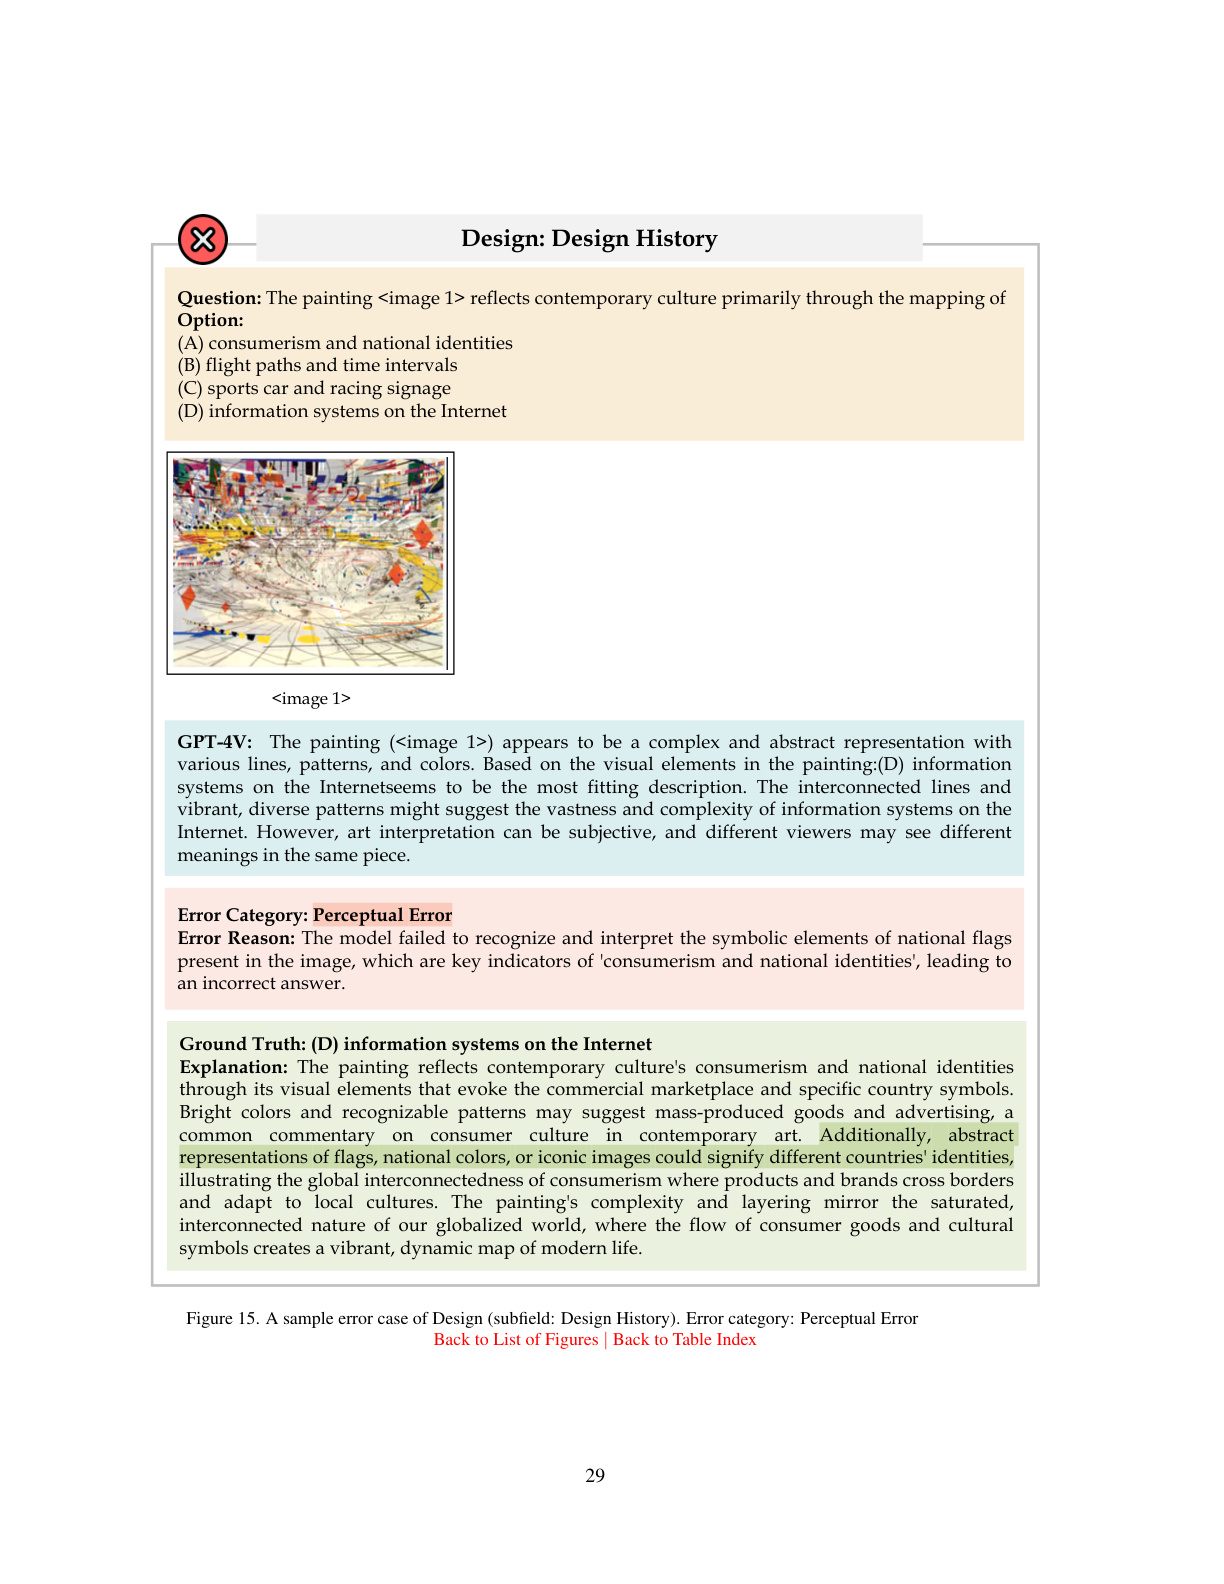 Design: Design History
Question: The painting <image 1> reflects contemporary culture primarily through the mapping of
Option:
(A) consumerism and national identities
(B) flight paths and time intervals
(C) sports car and racing signage
(D) information systems on the Internet
<image 1>
GPT-4V: The painting (<image 1>) appears to be a complex and abstract representation with
various lines, patterns, and colors. Based on the visual elements in the painting:(D) information
systems on the Internetseems to be the most fitting description. The interconnected lines and
vibrant, diverse patterns might suggest the vastness and complexity of information systems on the
Internet. However, art interpretation can be subjective, and different viewers may see different
meanings in the same piece.
Error Category: Perceptual Error
Error Reason: The model failed to recognize and interpret the symbolic elements of national flags
present in the image, which are key indicators of 'consumerism and national identities', leading to
an incorrect answer.
Ground Truth: (D) information systems on the Internet
Explanation: The painting reflects contemporary culture's consumerism and national identities
through its visual elements that evoke the commercial marketplace and specific country symbols.
Bright colors and recognizable patterns may suggest mass-produced goods and advertising, a
common commentary on consumer culture in contemporary art. Additionally, abstract
representations of flags, national colors, or iconic images could signify different countries' identities,
illustrating the global interconnectedness of consumerism where products and brands cross borders
and adapt to local cultures. The painting's complexity and layering mirror the saturated,
interconnected nature of our globalized world, where the flow of consumer goods and cultural
symbols creates a vibrant, dynamic map of modern life.
Figure 15. A sample error case of Design (subfield: Design History). Error category: Perceptual Error
Back to List of Figures | Back to Table Index
29